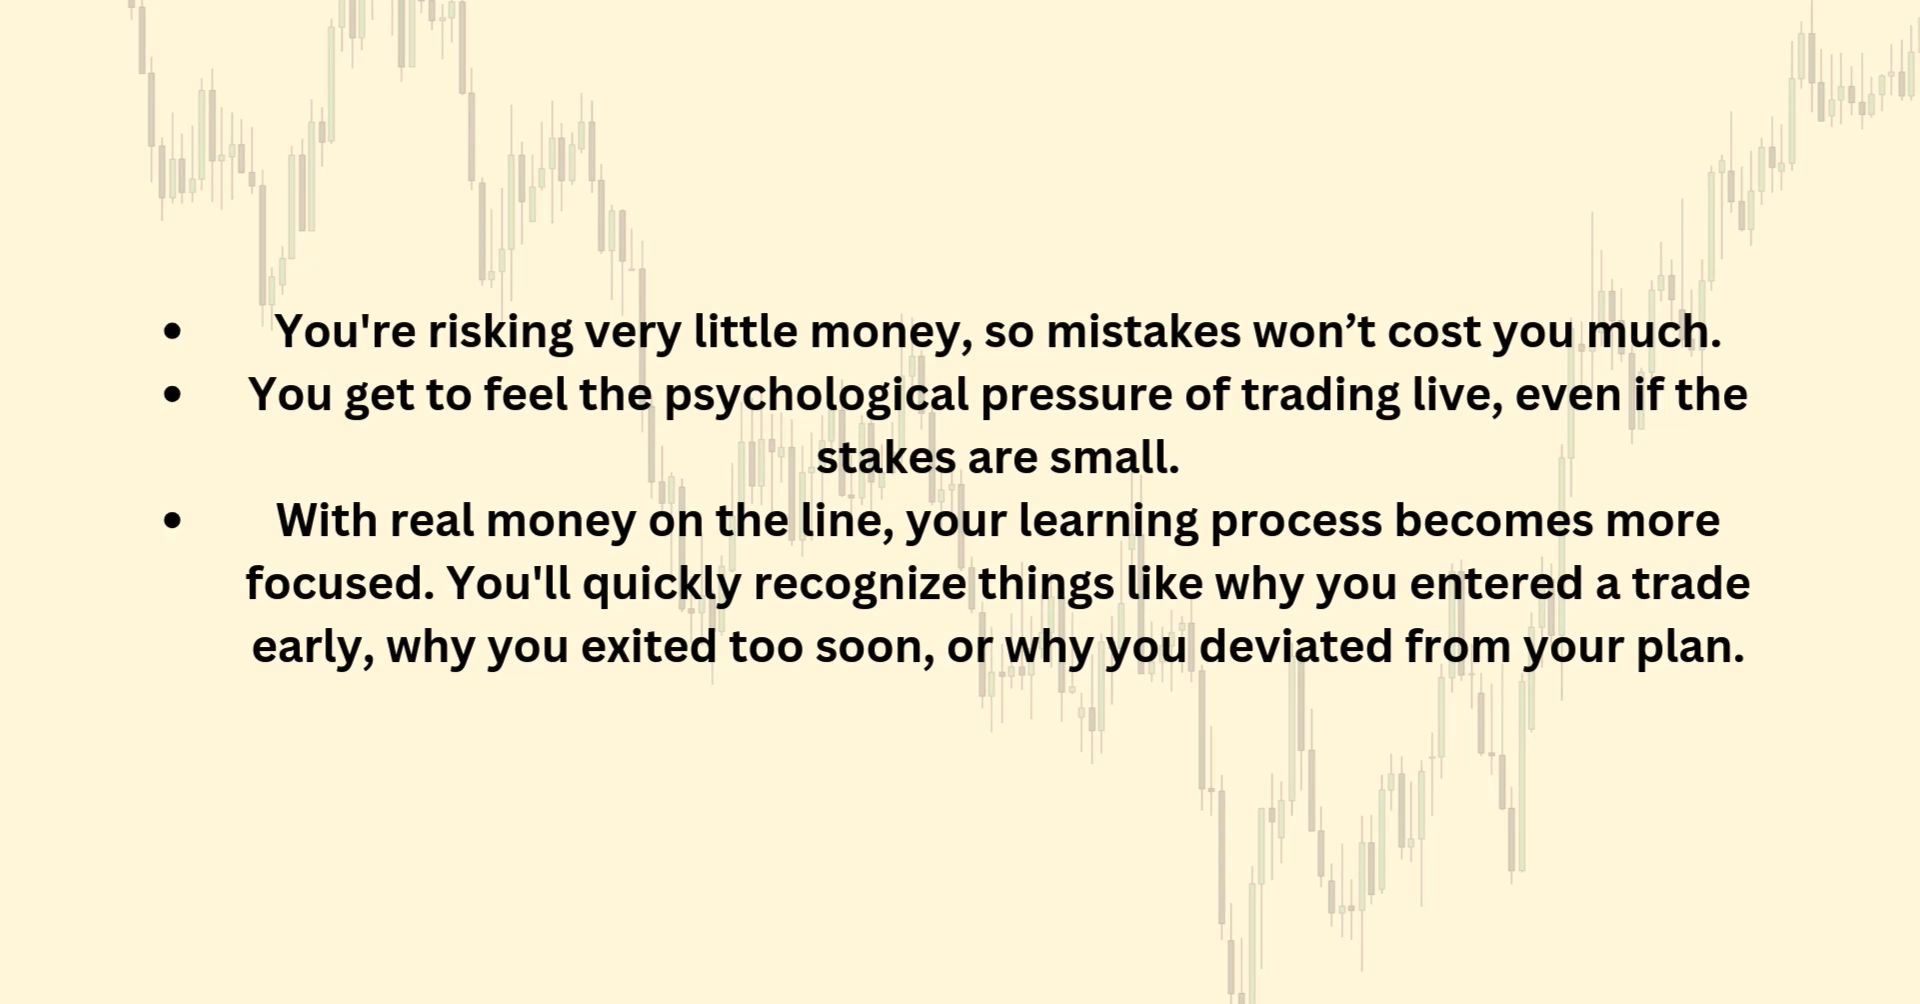 • You're risking very little money, so mistakes won’t cost you much.
• You get to feel the psychological pressure of trading live, even if the
stakes are small.
• With real money on the line, your learning process becomes more
focused. You'll quickly recognize things like why you entered a trade
early, why you exited too soon, or why you deviated from your plan.